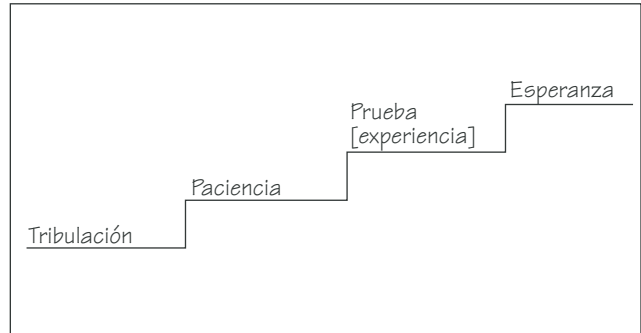 Esperanza
Prueba
[experiencia]
Paciencia
Tribulación